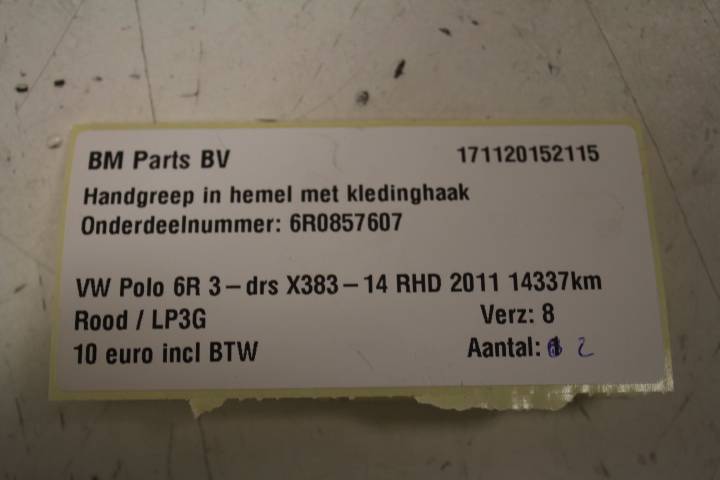 BM Parts BV 171120152115
Handgreep in hemel met kledinghaak
Onderdeelnummer: 6R0857607
VW Polo 6R 3-drs X383-14 RHD 2011 14337km
Rood / LP3G Verz: 8
10 euro incl BTW Aantal: 2